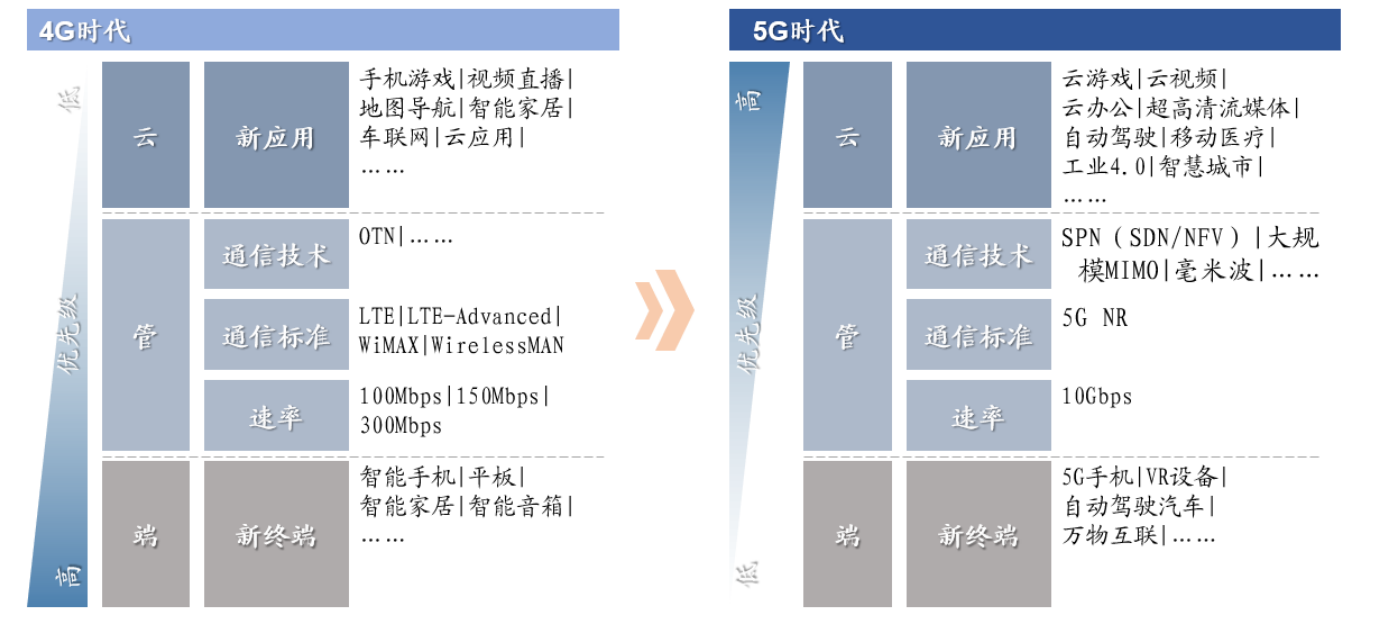 4G时代
低
优先级
高
云
新应用
手机游戏|视频直播|
地图导航|智能家居|
车联网|云应用|
……
管
通信技术
OTN|……
通信标准
LTE|LTE-Advanced|
WiMAX|WirelessMAN
速率
100Mbps|150Mbps|
300Mbps
端
新终端
智能手机|平板|
智能家居|智能音箱|
……
5G时代
高
优先级
低
云
新应用
云游戏|云视频|
云办公|超高清流媒体|
自动驾驶|移动医疗|
工业4.0|智慧城市|
……
管
通信技术
SPN（SDN/NFV）|大规
模MIMO|毫米波|……
通信标准
5G NR
速率
10Gbps
端
新终端
5G手机|VR设备|
自动驾驶汽车|
万物互联|……